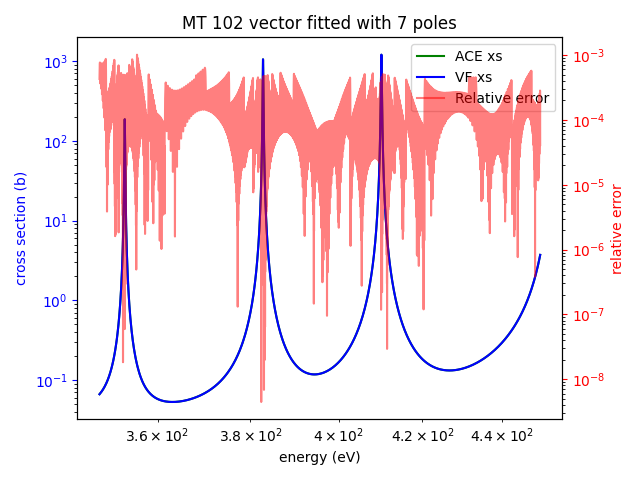 MT 102 vector fitted with 7 poles
ACE xs
VF xs
Relative error
cross section (b)
10³
10²
10¹
10⁰
10⁻¹
10⁻³
10⁻⁴
10⁻⁵
10⁻⁶
10⁻⁷
10⁻⁸
relative error
3.6 × 10² 3.8 × 10² 4 × 10² 4.2 × 10² 4.4 × 10²
energy (eV)